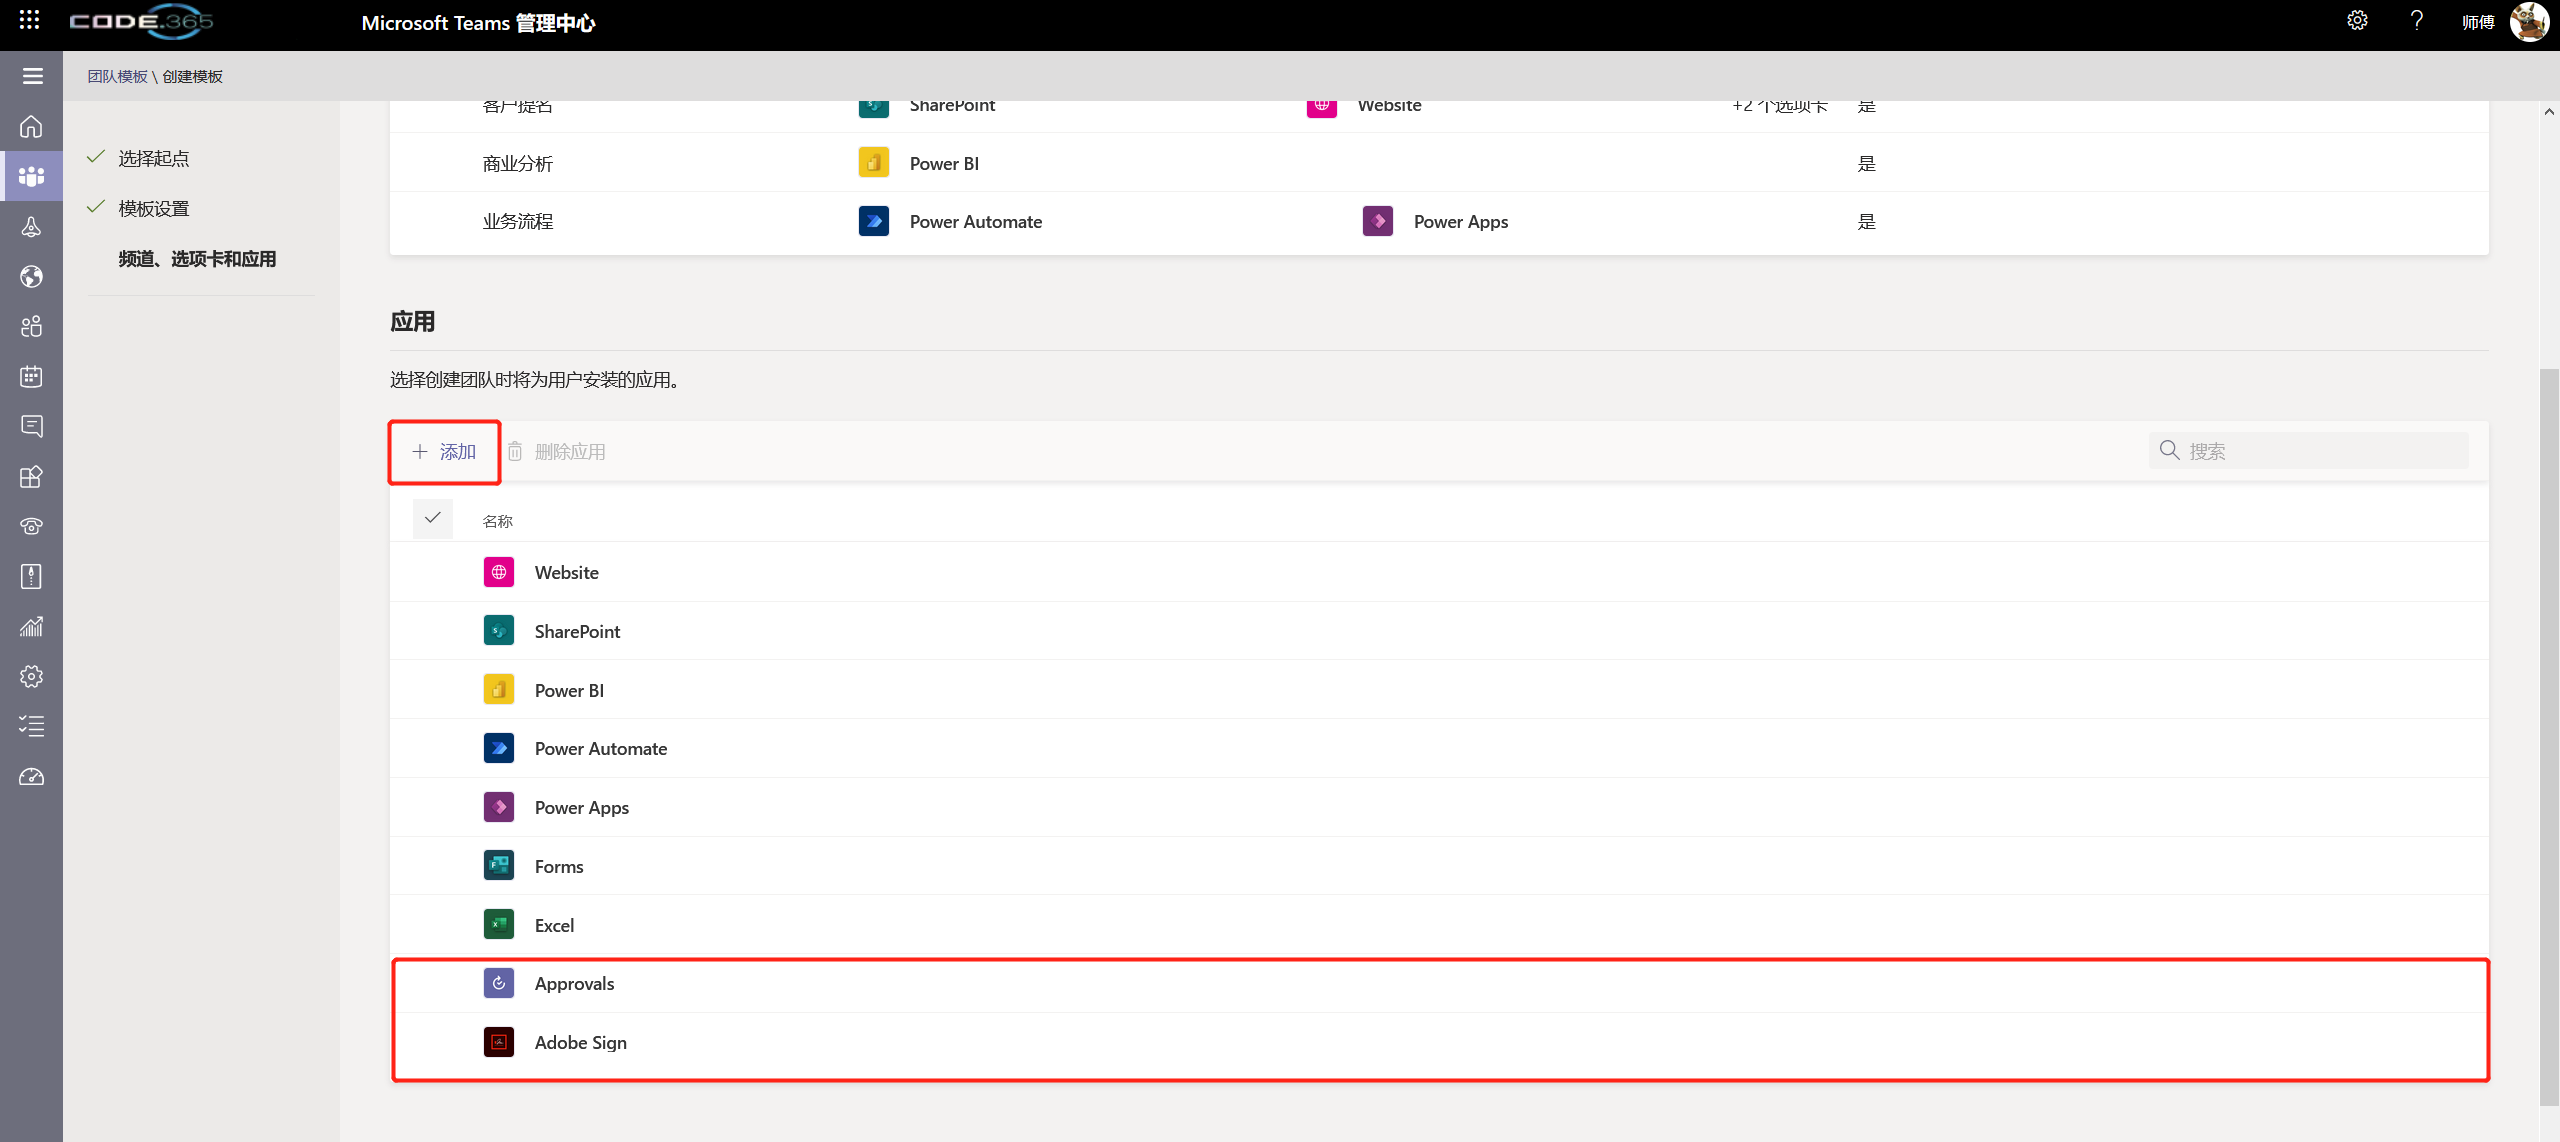 CODE.365
Microsoft Teams 管理中心
师傅
团队模板 \ 创建模板
选择起点
模板设置
频道、选项卡和应用
客户提名 SharePoint Website +2 个选项卡 是
商业分析 Power BI 是
业务流程 Power Automate Power Apps 是
应用
选择创建团队时将为用户安装的应用。
+ 添加 删除应用 搜索
名称
Website
SharePoint
Power BI
Power Automate
Power Apps
Forms
Excel
Approvals
Adobe Sign